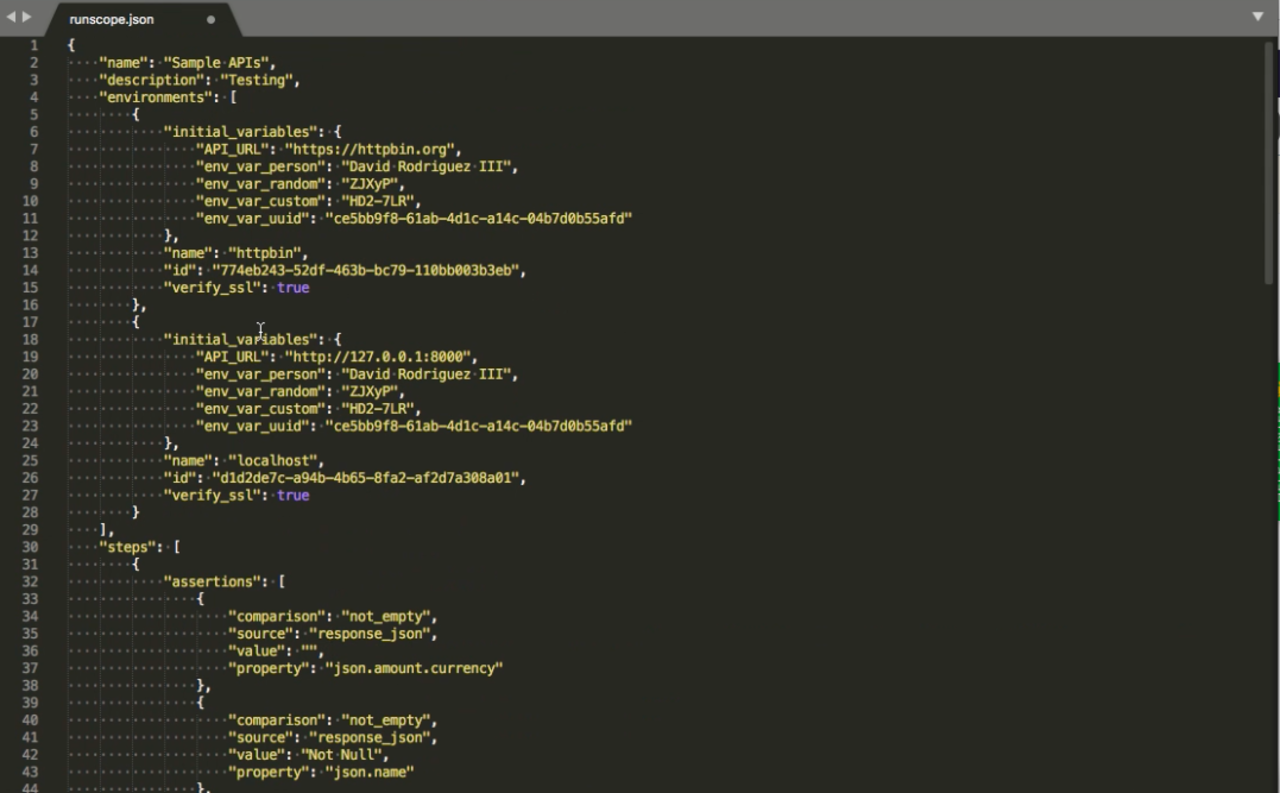 runscope.json
1 {
2 "name": "Sample APIs",
3 "description": "Testing",
4 "environments": [
5 {
6 "initial_variables": {
7 "API_URL": "https://httpbin.org",
8 "env_var_person": "David Rodriguez III",
9 "env_var_random": "ZJXyP",
10 "env_var_custom": "HD2-7LR",
11 "env_var_uuid": "ce5bb9f8-61ab-4d1c-a14c-04b7d0b55afd"
12 },
13 "name": "httpbin",
14 "id": "774eb243-52df-463b-bc79-110bb003b3eb",
15 "verify_ssl": true
16 },
17 {
18 "initial_variables": {
19 "API_URL": "http://127.0.0.1:8000",
20 "env_var_person": "David Rodriguez III",
21 "env_var_random": "ZJXyP",
22 "env_var_custom": "HD2-7LR",
23 "env_var_uuid": "ce5bb9f8-61ab-4d1c-a14c-04b7d0b55afd"
24 },
25 "name": "localhost",
26 "id": "d1d2de7c-a94b-4b65-8fa2-af2d7a308a01",
27 "verify_ssl": true
28 }
29 ],
30 "steps": [
31 {
32 "assertions": [
33 {
34 "comparison": "not_empty",
35 "source": "response_json",
36 "value": "",
37 "property": "json.amount.currency"
38 },
39 {
40 "comparison": "not_empty",
41 "source": "response_json",
42 "value": "Not Null",
43 "property": "json.name"
44 },